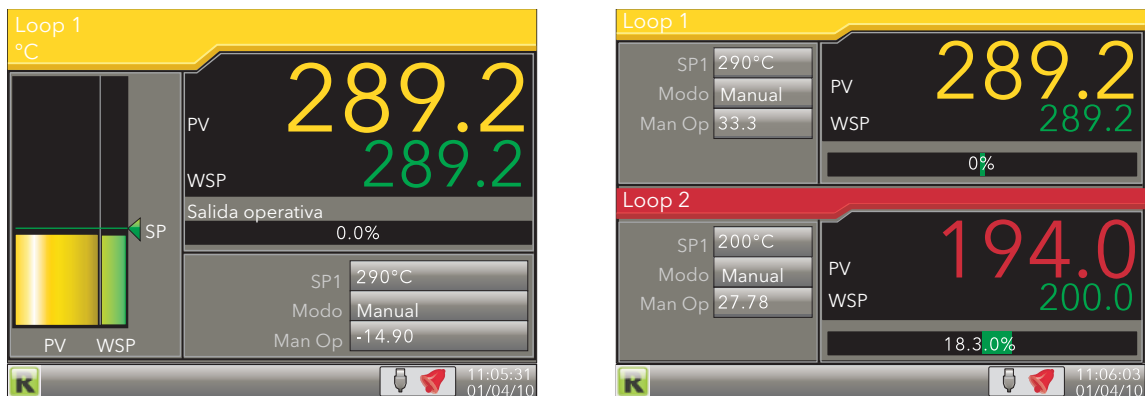 Loop 1
°C
PV 289.2
WSP 289.2
SP
Salida operativa
0.0%
SP1 290°C
Modo Manual
Man Op -14.90
PV WSP
11:05:31
01/04/10
Loop 1
SP1 290°C
Modo Manual
Man Op 33.3
PV 289.2
WSP 289.2
0%
Loop 2
SP1 200°C
Modo Manual
Man Op 27.78
PV 194.0
WSP 200.0
18.3.0%
11:06:03
01/04/10